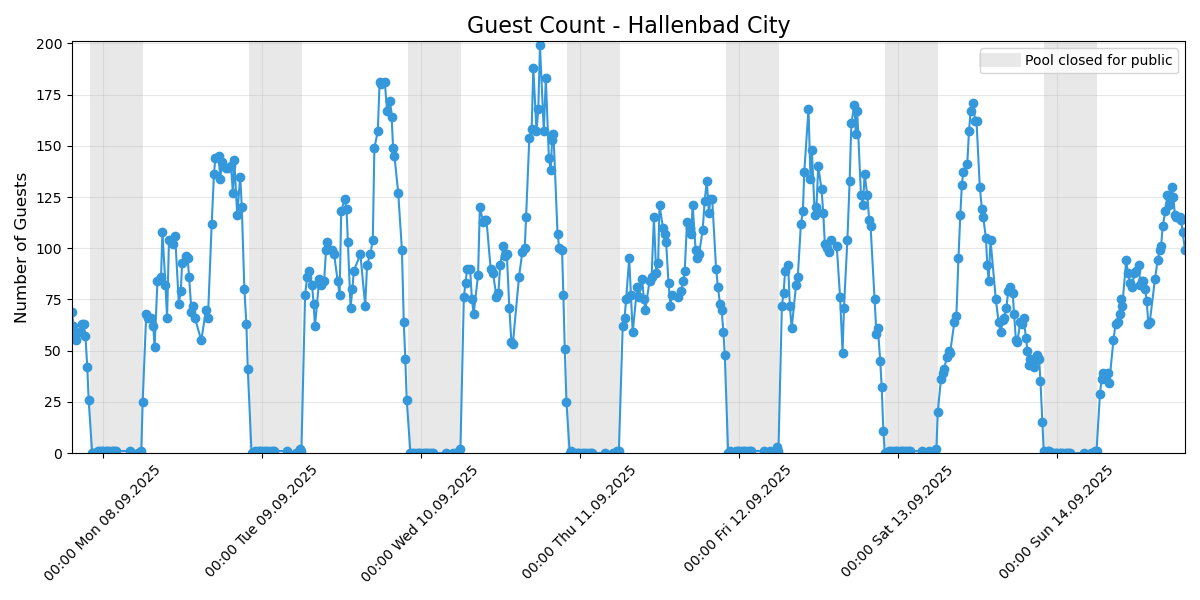 Guest Count - Hallenbad City
Pool closed for public
Number of Guests
200
175
150
125
100
75
50
25
0
00:00 Mon 08.09.2025
00:00 Tue 09.09.2025
00:00 Wed 10.09.2025
00:00 Thu 11.09.2025
00:00 Fri 12.09.2025
00:00 Sat 13.09.2025
00:00 Sun 14.09.2025